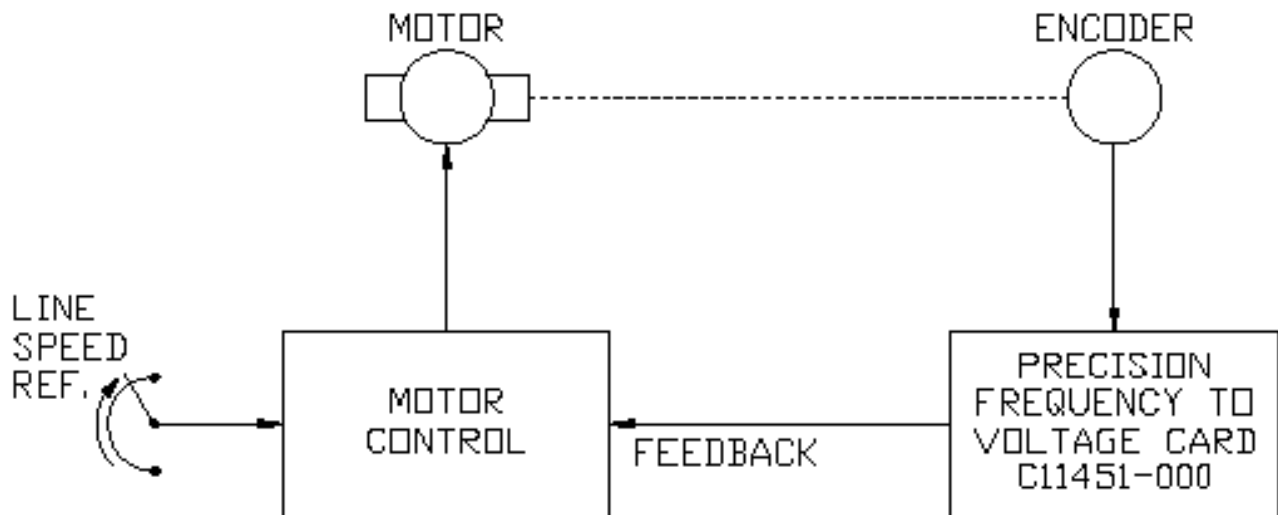 MOTOR
ENCODER
LINE
SPEED
REF.
MOTOR
CONTROL
FEEDBACK
PRECISION
FREQUENCY TO
VOLTAGE CARD
C11451-000